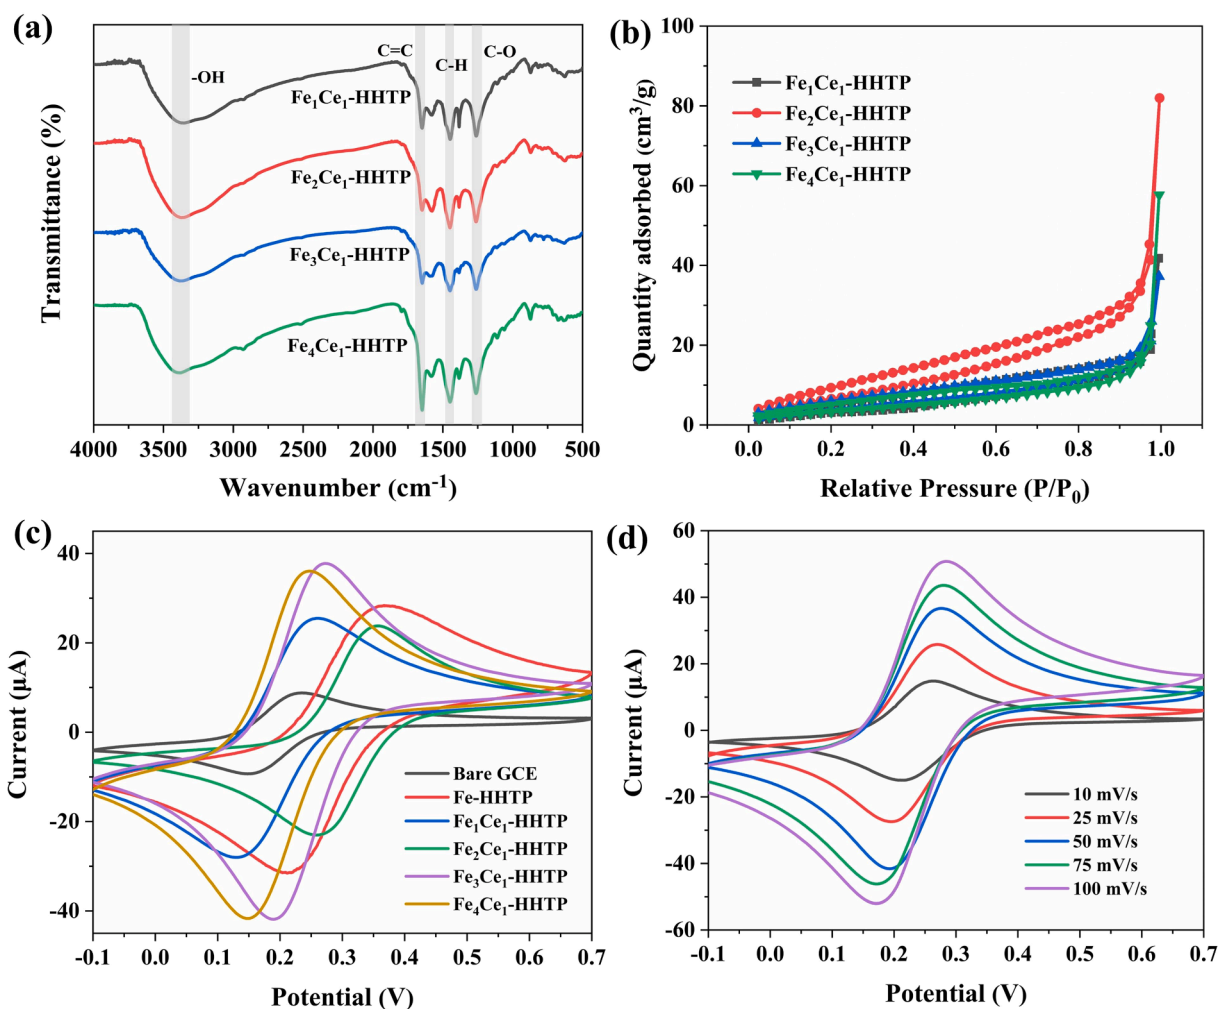 (a)
-OH
C=C
C-H
C-O
Fe₁Ce₁-HHTP
Fe₂Ce₁-HHTP
Fe₃Ce₁-HHTP
Fe₄Ce₁-HHTP
Transmittance (%)
4000 3500 3000 2500 2000 1500 1000 500
Wavenumber (cm⁻¹)
(b)
100
80
60
40
20
0
Quantity adsorbed (cm³/g)
Fe₁Ce₁-HHTP
Fe₂Ce₁-HHTP
Fe₃Ce₁-HHTP
Fe₄Ce₁-HHTP
0.0 0.2 0.4 0.6 0.8 1.0
Relative Pressure (P/P₀)
(c)
40
20
0
-20
-40
Current (μA)
Bare GCE
Fe-HHTP
Fe₁Ce₁-HHTP
Fe₂Ce₁-HHTP
Fe₃Ce₁-HHTP
Fe₄Ce₁-HHTP
-0.1 0.0 0.1 0.2 0.3 0.4 0.5 0.6 0.7
Potential (V)
(d)
60
40
20
0
-20
-40
-60
Current (μA)
10 mV/s
25 mV/s
50 mV/s
75 mV/s
100 mV/s
-0.1 0.0 0.1 0.2 0.3 0.4 0.5 0.6 0.7
Potential (V)